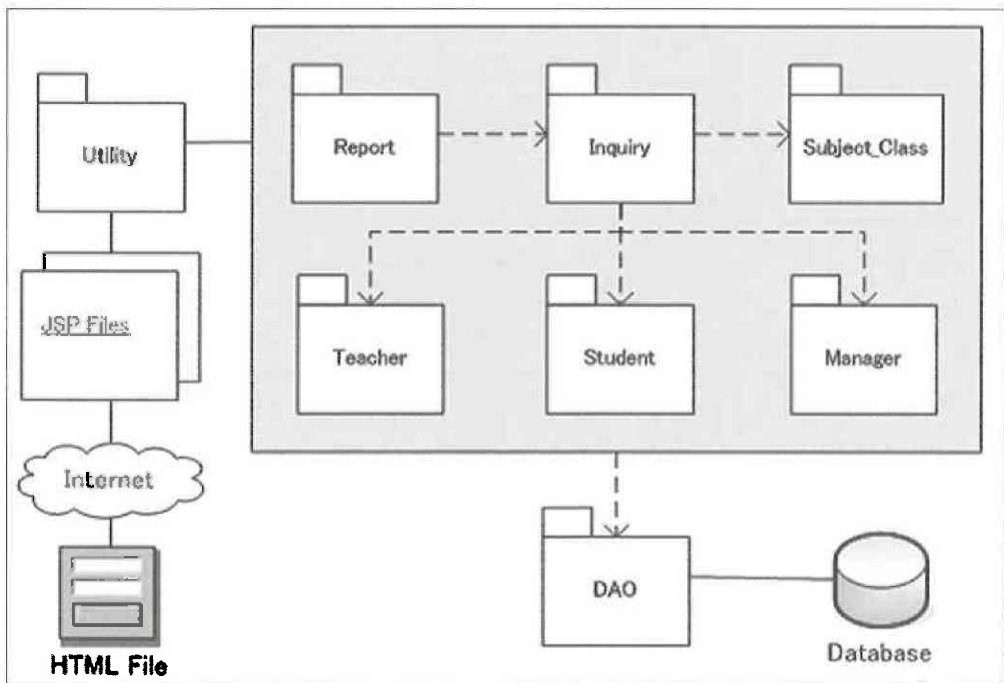 Utility
Report
Inquiry
Subject_Class
JSP Files
Teacher
Student
Manager
Internet
DAO
HTML File
Database